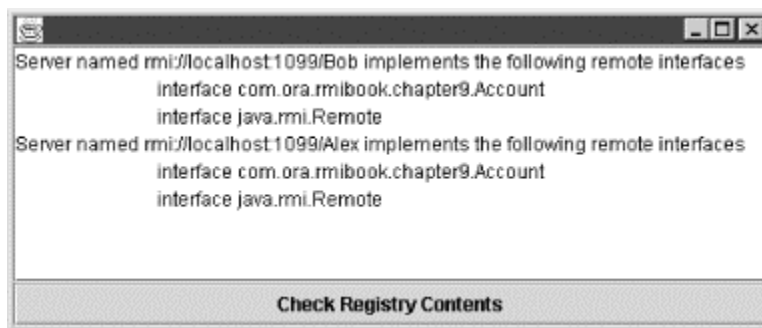 Server named rmi://localhost:1099/Bob implements the following remote interfaces
interface com.ora.rmibook.chapter9.Account
interface java.rmi.Remote
Server named rmi://localhost:1099/Alex implements the following remote interfaces
interface com.ora.rmibook.chapter9.Account
interface java.rmi.Remote
Check Registry Contents